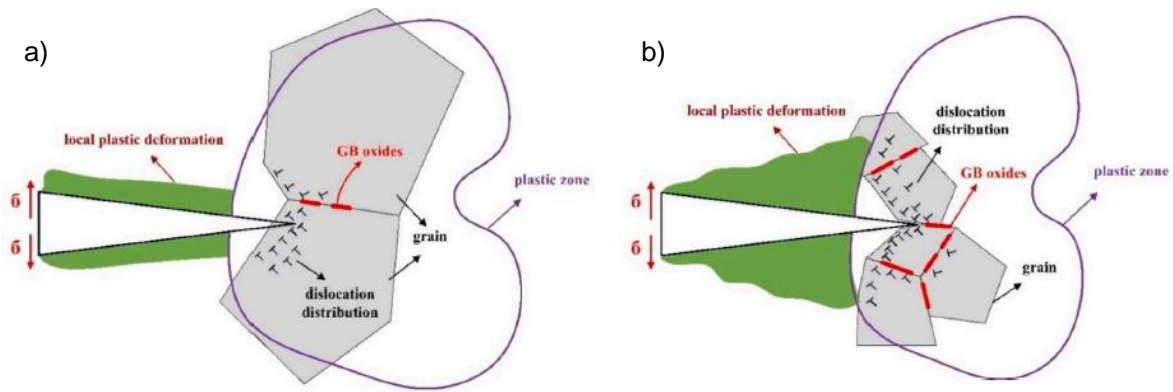 a)
local plastic deformation
GB oxides
plastic zone
б
б
grain
dislocation
distribution
b)
local plastic deformation
dislocation
distribution
plastic zone
GB oxides
б
б
grain